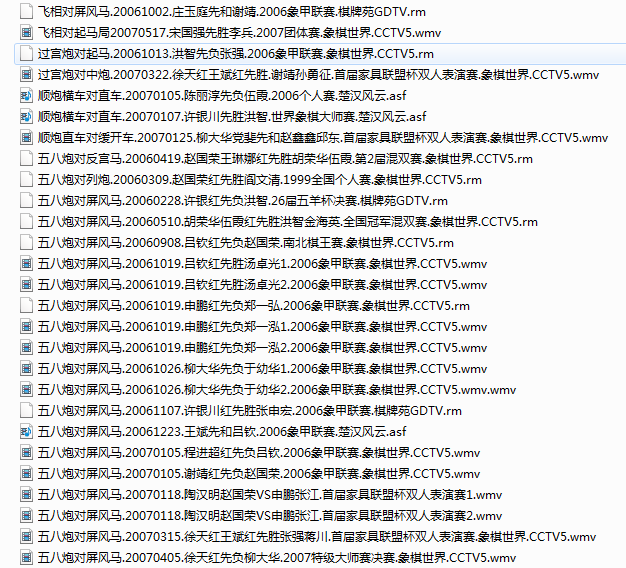 飞相对屏风马.20061002.庄玉庭先和谢靖.2006象甲联赛.棋牌苑GDTV.rm
飞相对起马局20070517.宋国强先胜李兵.2007团体赛.象棋世界.CCTV5.wmv
过宫炮对起马.20061013.洪智先负张强.2006象甲联赛.象棋世界.CCTV5.rm
过宫炮对中炮.20070322.徐天红王斌红先胜.谢靖孙勇征.首届家具联盟杯双人表演赛.象棋世界.CCTV5.wmv
顺炮横车对直车.20070105.陈丽淳先负伍霞.2006个人赛.楚汉风云.asf
顺炮横车对直车.20070107.许银川先胜洪智.世界象棋大师赛.楚汉风云.asf
顺炮直车对缓开车.20070125.柳大华党斐先和赵鑫鑫邱东.首届家具联盟杯双人表演赛.象棋世界.CCTV5.wmv
五八炮对反宫马.20060419.赵国荣王琳娜红先胜胡荣华伍霞.第2届混双赛.象棋世界.CCTV5.rm
五八炮对列炮.20060309.赵国荣红先胜阎文清.1999全国个人赛.象棋世界.CCTV5.rm
五八炮对屏风马.20060228.许银红先负洪智.26届五羊杯决赛.棋牌苑GDTV.rm
五八炮对屏风马.20060510.胡荣华伍霞红先胜洪智金海英.全国冠军混双赛.象棋世界.CCTV5.rm
五八炮对屏风马.20060908.吕钦红先负赵国荣.南北棋王赛.象棋世界.CCTV5.rm
五八炮对屏风马.20061019.吕钦红先胜汤卓光1.2006象甲联赛.象棋世界.CCTV5.wmv
五八炮对屏风马.20061019.吕钦红先胜汤卓光2.2006象甲联赛.象棋世界.CCTV5.wmv
五八炮对屏风马.20061019.申鹏红先负郑一弘.2006象甲联赛.象棋世界.CCTV5.rm
五八炮对屏风马.20061019.申鹏红先负郑一泓1.2006象甲联赛.象棋世界.CCTV5.wmv
五八炮对屏风马.20061019.申鹏红先负郑一泓2.2006象甲联赛.象棋世界.CCTV5.wmv
五八炮对屏风马.20061026.柳大华先负于幼华1.2006象甲联赛.象棋世界.CCTV5.wmv
五八炮对屏风马.20061026.柳大华先负于幼华2.2006象甲联赛.象棋世界.CCTV5.wmv.wmv
五八炮对屏风马.20061107.许银川红先胜张申宏.2006象甲联赛.棋牌苑GDTV.rm
五八炮对屏风马.20061223.王斌先和吕钦.2006象甲联赛.楚汉风云.asf
五八炮对屏风马.20070105.程进超红先负吕钦.2006象甲联赛.象棋世界.CCTV5.wmv
五八炮对屏风马.20070105.谢靖红先负赵国荣.2006象甲联赛.象棋世界.CCTV5.wmv
五八炮对屏风马.20070118.陶汉明赵国荣VS申鹏张江.首届家具联盟杯双人表演赛1.wmv
五八炮对屏风马.20070118.陶汉明赵国荣VS申鹏张江.首届家具联盟杯双人表演赛2.wmv
五八炮对屏风马.20070315.徐天红王斌红先胜张强蒋川.首届家具联盟杯双人表演赛.象棋世界.CCTV5.wmv
五八炮对屏风马.20070405.徐天红先负柳大华.2007特级大师赛决赛.象棋世界.CCTV5.wmv